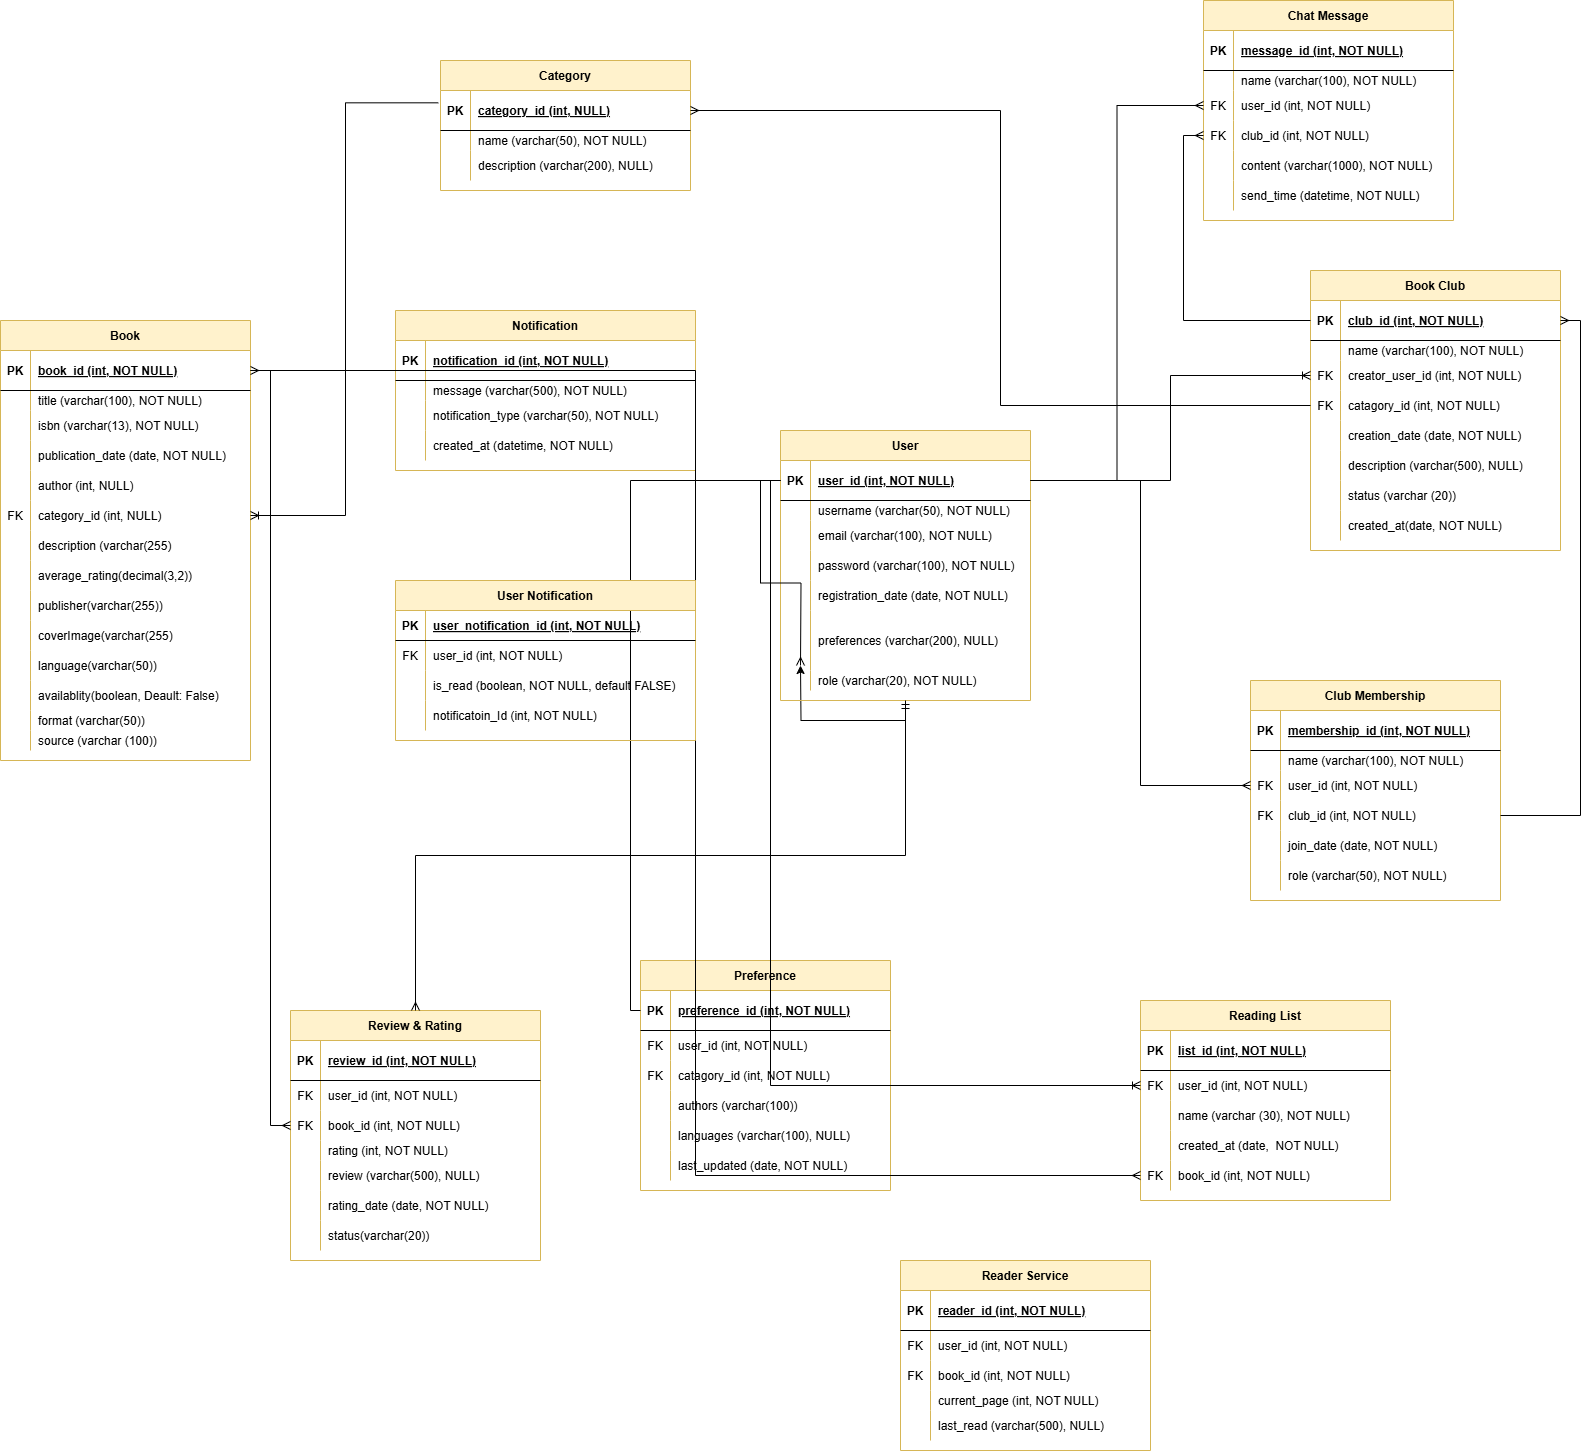 Chat Message
PK message_id (int, NOT NULL)
name (varchar(100), NOT NULL)
FK user_id (int, NOT NULL)
FK club_id (int, NOT NULL)
content (varchar(1000), NOT NULL)
send_time (datetime, NOT NULL)
Category
PK category_id (int, NULL)
name (varchar(50), NOT NULL)
description (varchar(200), NULL)
Book Club
PK club_id (int, NOT NULL)
name (varchar(100), NOT NULL)
FK creator_user_id (int, NOT NULL)
FK catagory_id (int, NOT NULL)
creation_date (date, NOT NULL)
description (varchar(500), NULL)
status (varchar (20))
created_at(date, NOT NULL)
Book
PK book_id (int, NOT NULL)
title (varchar(100), NOT NULL)
isbn (varchar(13), NOT NULL)
publication_date (date, NOT NULL)
author (int, NULL)
FK category_id (int, NULL)
description (varchar(255)
average_rating(decimal(3,2))
publisher(varchar(255))
coverImage(varchar(255)
language(varchar(50))
availablity(boolean, Deault: False)
format (varchar(50))
source (varchar (100))
Notification
PK notification_id (int, NOT NULL)
message (varchar(500), NOT NULL)
notification_type (varchar(50), NOT NULL)
created_at (datetime, NOT NULL)
User
PK user_id (int, NOT NULL)
username (varchar(50), NOT NULL)
email (varchar(100), NOT NULL)
password (varchar(100), NOT NULL)
registration_date (date, NOT NULL)
preferences (varchar(200), NULL)
role (varchar(20), NOT NULL)
User Notification
PK user_notification_id (int, NOT NULL)
FK user_id (int, NOT NULL)
is_read (boolean, NOT NULL, default FALSE)
notificatoin_Id (int, NOT NULL)
Club Membership
PK membership_id (int, NOT NULL)
name (varchar(100), NOT NULL)
FK user_id (int, NOT NULL)
FK club_id (int, NOT NULL)
join_date (date, NOT NULL)
role (varchar(50), NOT NULL)
Review & Rating
PK review_id (int, NOT NULL)
FK user_id (int, NOT NULL)
FK book_id (int, NOT NULL)
rating (int, NOT NULL)
review (varchar(500), NULL)
rating_date (date, NOT NULL)
status(varchar(20))
Preference
PK preference_id (int, NOT NULL)
FK user_id (int, NOT NULL)
FK catagory_id (int, NOT NULL)
authors (varchar(100))
languages (varchar(100), NULL)
last_updated (date, NOT NULL)
Reading List
PK list_id (int, NOT NULL)
FK user_id (int, NOT NULL)
name (varchar (30), NOT NULL)
created_at (date, NOT NULL)
FK book_id (int, NOT NULL)
Reader Service
PK reader_id (int, NOT NULL)
FK user_id (int, NOT NULL)
FK book_id (int, NOT NULL)
current_page (int, NOT NULL)
last_read (varchar(500), NULL)